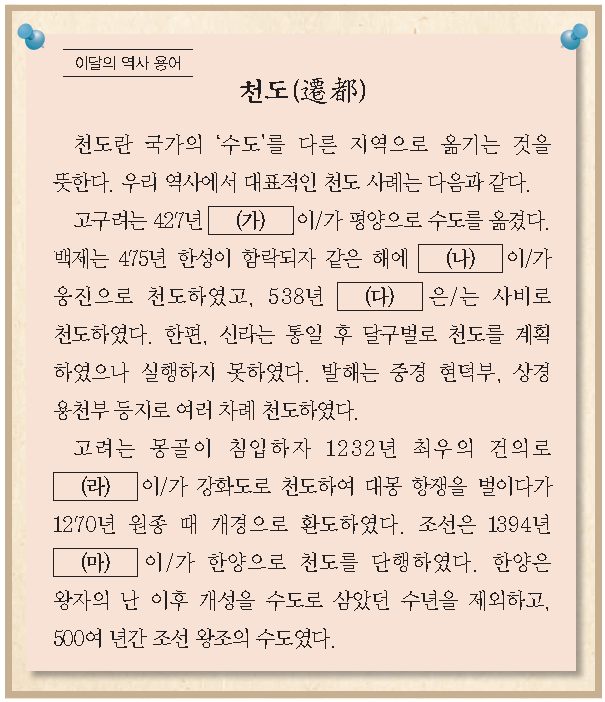 이달의 역사 용어
천도(遷都)
천도란 국가의 ‘수도’를 다른 지역으로 옮기는 것을
뜻한다. 우리 역사에서 대표적인 천도 사례는 다음과 같다.
고구려는 427년 (가) 이/가 평양으로 수도를 옮겼다.
백제는 475년 한성이 함락되자 같은 해에 (나) 이/가
웅진으로 천도하였고, 538년 (다) 은/는 사비로
천도하였다. 한편, 신라는 통일 후 달구벌로 천도를 계획
하였으나 실행하지 못하였다. 발해는 중경 현덕부, 상경
용천부 등지로 여러 차례 천도하였다.
고려는 몽골이 침입하자 1232년 최우의 건의로
(라) 이/가 강화도로 천도하여 대몽 항쟁을 벌이다가
1270년 원종 때 개경으로 환도하였다. 조선은 1394년
(마) 이/가 한양으로 천도를 단행하였다. 한양은
왕자의 난 이후 개성을 수도로 삼았던 수년을 제외하고,
500여 년간 조선 왕조의 수도였다.